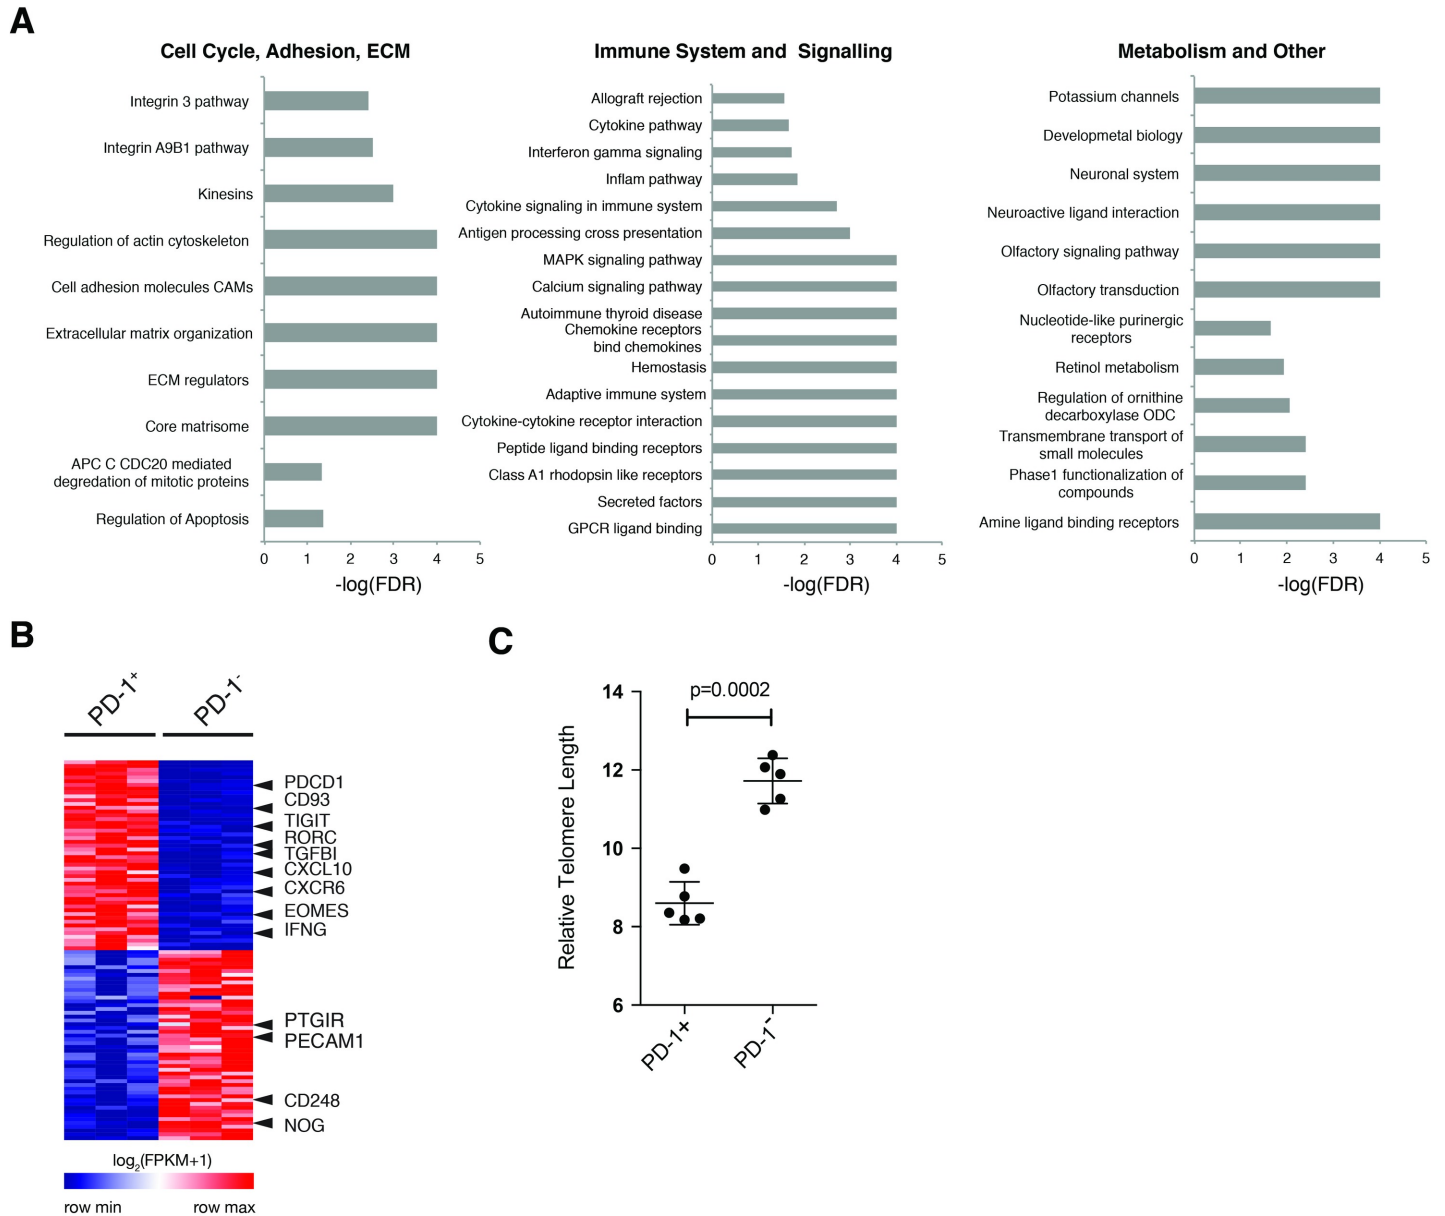 A
Cell Cycle, Adhesion, ECM
Integrin 3 pathway
Integrin A9B1 pathway
Kinesins
Regulation of actin cytoskeleton
Cell adhesion molecules CAMs
Extracellular matrix organization
ECM regulators
Core matrisome
APC C CDC20 mediated
degredation of mitotic proteins
Regulation of Apoptosis
0 1 2 3 4 5
-log(FDR)
Immune System and Signalling
Allograft rejection
Cytokine pathway
Interferon gamma signaling
Inflam pathway
Cytokine signaling in immune system
Antigen processing cross presentation
MAPK signaling pathway
Calcium signaling pathway
Autoimmune thyroid disease
Chemokine receptors
bind chemokines
Hemostasis
Adaptive immune system
Cytokine-cytokine receptor interaction
Peptide ligand binding receptors
Class A1 rhodopsin like receptors
Secreted factors
GPCR ligand binding
0 1 2 3 4 5
-log(FDR)
Metabolism and Other
Potassium channels
Developmetal biology
Neuronal system
Neuroactive ligand interaction
Olfactory signaling pathway
Olfactory transduction
Nucleotide-like purinergic
receptors
Retinol metabolism
Regulation of ornithine
decarboxylase ODC
Transmembrane transport of
small molecules
Phase1 functionalization of
compounds
Amine ligand binding receptors
0 1 2 3 4 5
-log(FDR)
B
PD-1+
PD-1-
PDCD1
CD93
TIGIT
RORC
TGFBI
CXCL10
CXCR6
EOMES
IFNG
PTGIR
PECAM1
CD248
NOG
log2(FPKM+1)
row min row max
C
p=0.0002
Relative Telomere Length
14
12
10
8
6
PD-1+
PD-1-